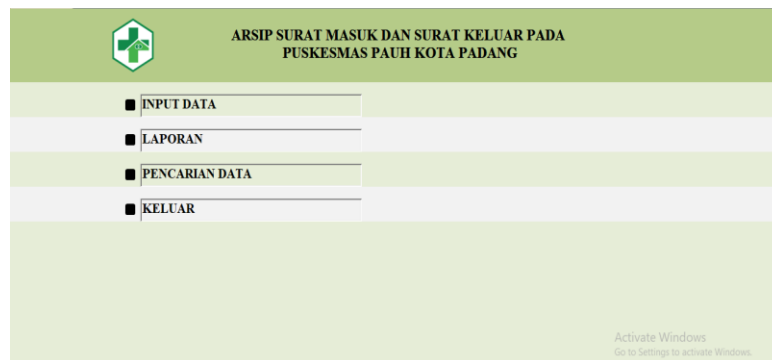 ARSIP SURAT MASUK DAN SURAT KELUAR PADA
PUSKESMAS PAUH KOTA PADANG
INPUT DATA
LAPORAN
PENCARIAN DATA
KELUAR
Activate Windows
Go to Settings to activate Windows.